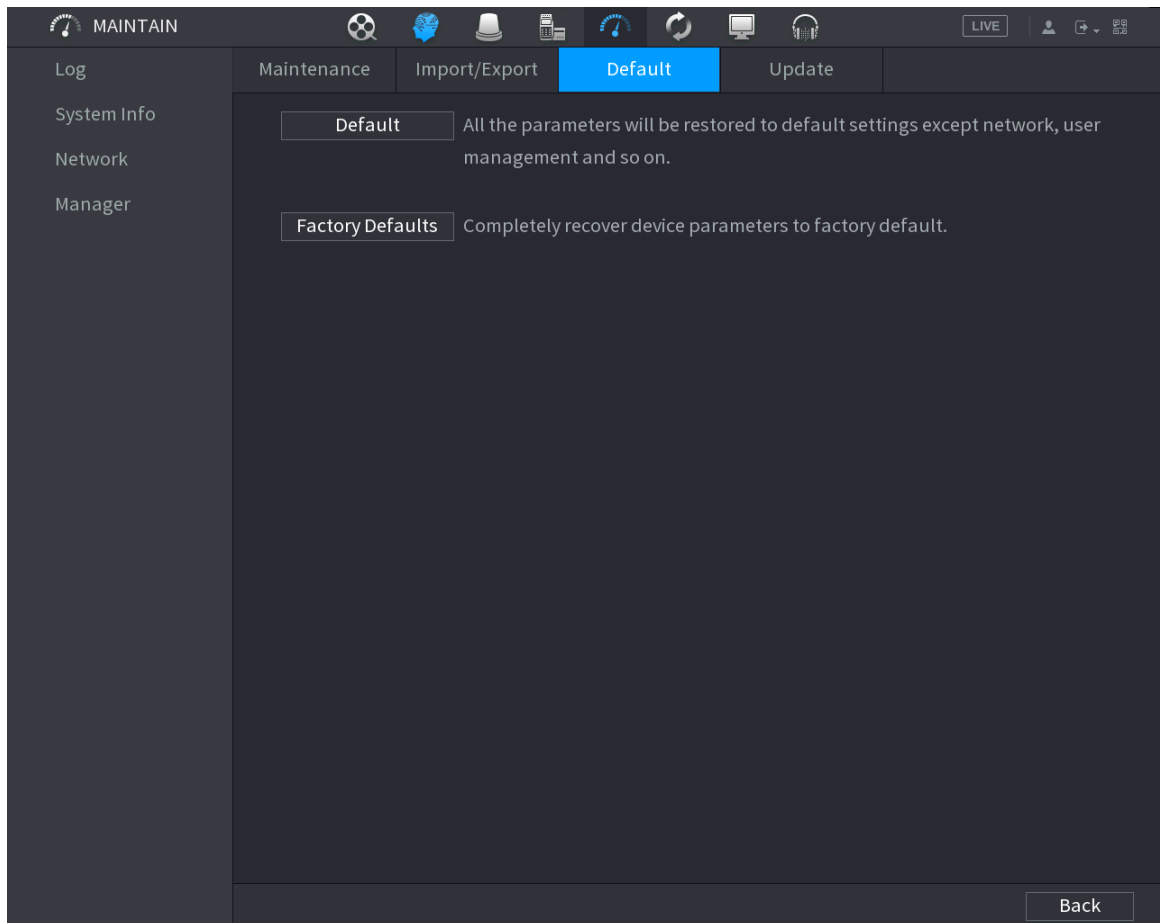 MAINTAIN
LIVE
Log
System Info
Network
Manager
Maintenance
Import/Export
Default
Update
Default
All the parameters will be restored to default settings except network, user
management and so on.
Factory Defaults
Completely recover device parameters to factory default.
Back